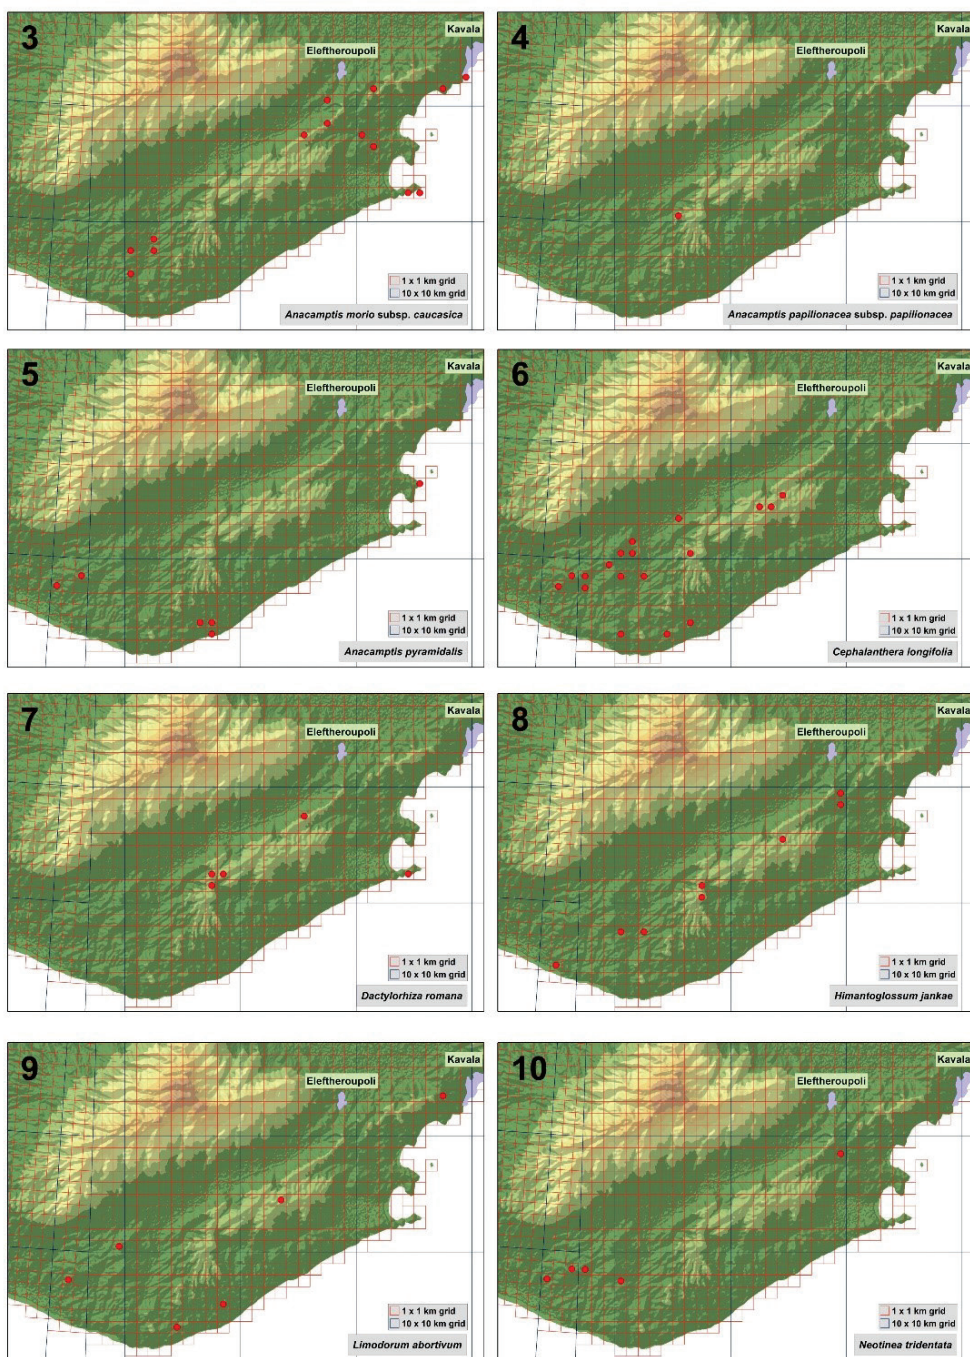 3
Kavala
Eleftheroupoli
1 x 1 km grid
10 x 10 km grid
Anacamptis morio subsp. caucasica
4
Kavala
Eleftheroupoli
1 x 1 km grid
10 x 10 km grid
Anacamptis papilionacea subsp. papilionacea
5
Kavala
Eleftheroupoli
1 x 1 km grid
10 x 10 km grid
Anacamptis pyramidalis
6
Kavala
Eleftheroupoli
1 x 1 km grid
10 x 10 km grid
Cephalanthera longifolia
7
Kavala
Eleftheroupoli
1 x 1 km grid
10 x 10 km grid
Dactylorhiza romana
8
Kavala
Eleftheroupoli
1 x 1 km grid
10 x 10 km grid
Himantoglossum jankae
9
Kavala
Eleftheroupoli
1 x 1 km grid
10 x 10 km grid
Limodorum abortivum
10
Kavala
Eleftheroupoli
1 x 1 km grid
10 x 10 km grid
Neotinea tridentata